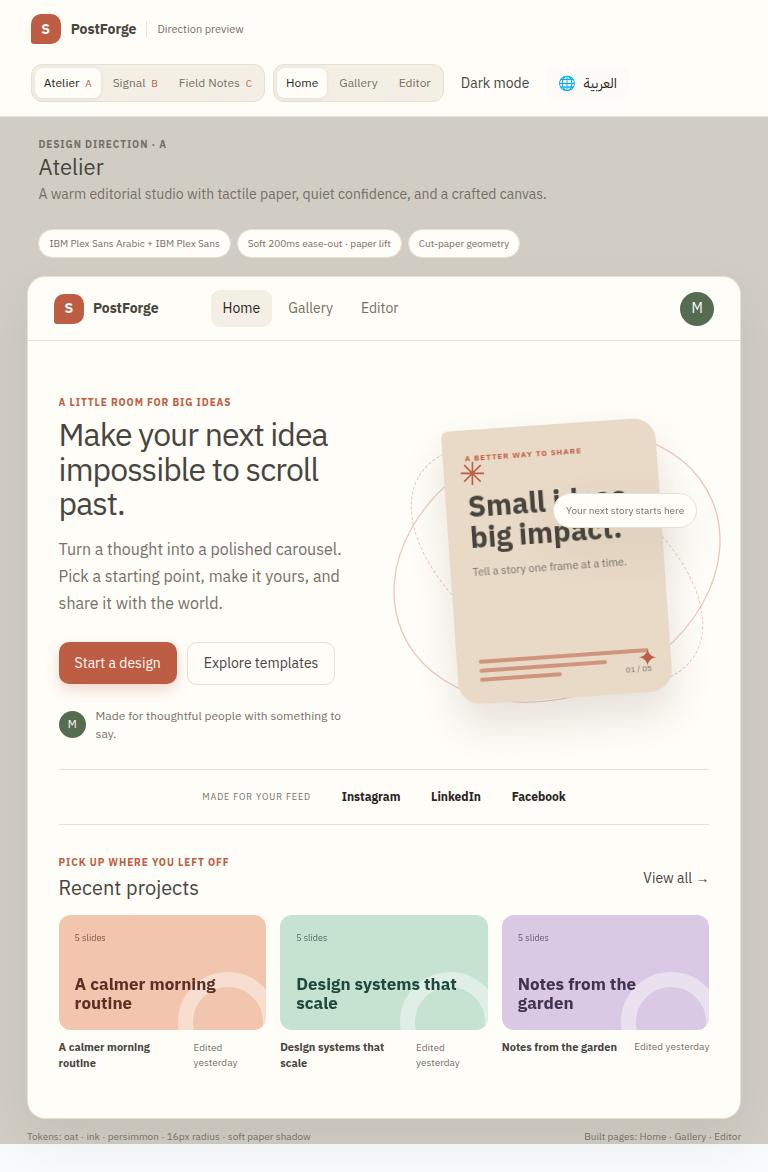 S PostForge Direction preview
Atelier A Signal B Field Notes C Home Gallery Editor Dark mode 🌐 العربية
DESIGN DIRECTION · A
Atelier
A warm editorial studio with tactile paper, quiet confidence, and a crafted canvas.
IBM Plex Sans Arabic + IBM Plex Sans Soft 200ms ease-out · paper lift Cut-paper geometry
S PostForge Home Gallery Editor M
A LITTLE ROOM FOR BIG IDEAS
Make your next idea
impossible to scroll
past.
Turn a thought into a polished carousel.
Pick a starting point, make it yours, and
share it with the world.
Start a design Explore templates
M Made for thoughtful people with something to
say.
A BETTER WAY TO SHARE
Small
Your next story starts here
big impact.
Tell a story one frame at a time.
01 / 05
MADE FOR YOUR FEED Instagram LinkedIn Facebook
PICK UP WHERE YOU LEFT OFF
Recent projects View all →
5 slides
A calmer morning
routine
A calmer morning
routine
Edited
yesterday
5 slides
Design systems that
scale
Design systems that
scale
Edited
yesterday
5 slides
Notes from the
garden
Notes from the garden Edited yesterday
Tokens: oat · ink · persimmon · 16px radius · soft paper shadow Built pages: Home · Gallery · Editor